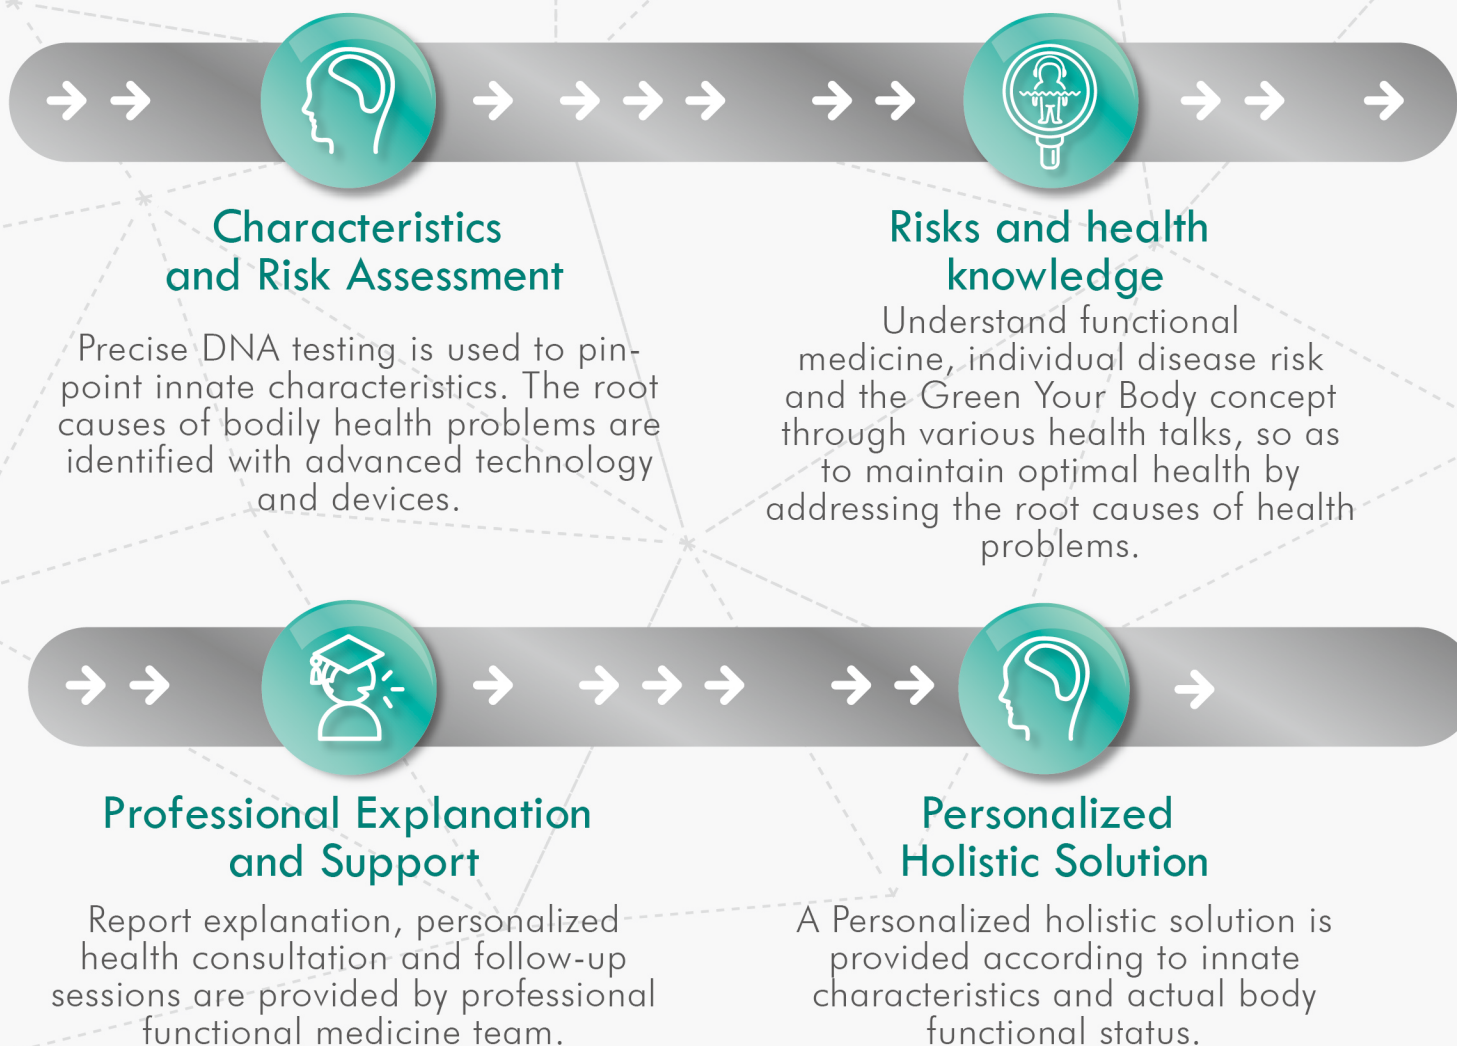 Characteristics
and Risk Assessment
Precise DNA testing is used to pin-
point innate characteristics. The root
causes of bodily health problems are
identified with advanced technology
and devices.
Risks and health
knowledge
Understand functional
medicine, individual disease risk
and the Green Your Body concept
through various health talks, so as
to maintain optimal health by
addressing the root causes of health
problems.
Professional Explanation
and Support
Report explanation, personalized
health consultation and follow-up
sessions are provided by professional
functional medicine team.
Personalized
Holistic Solution
A Personalized holistic solution is
provided according to innate
characteristics and actual body
functional status.